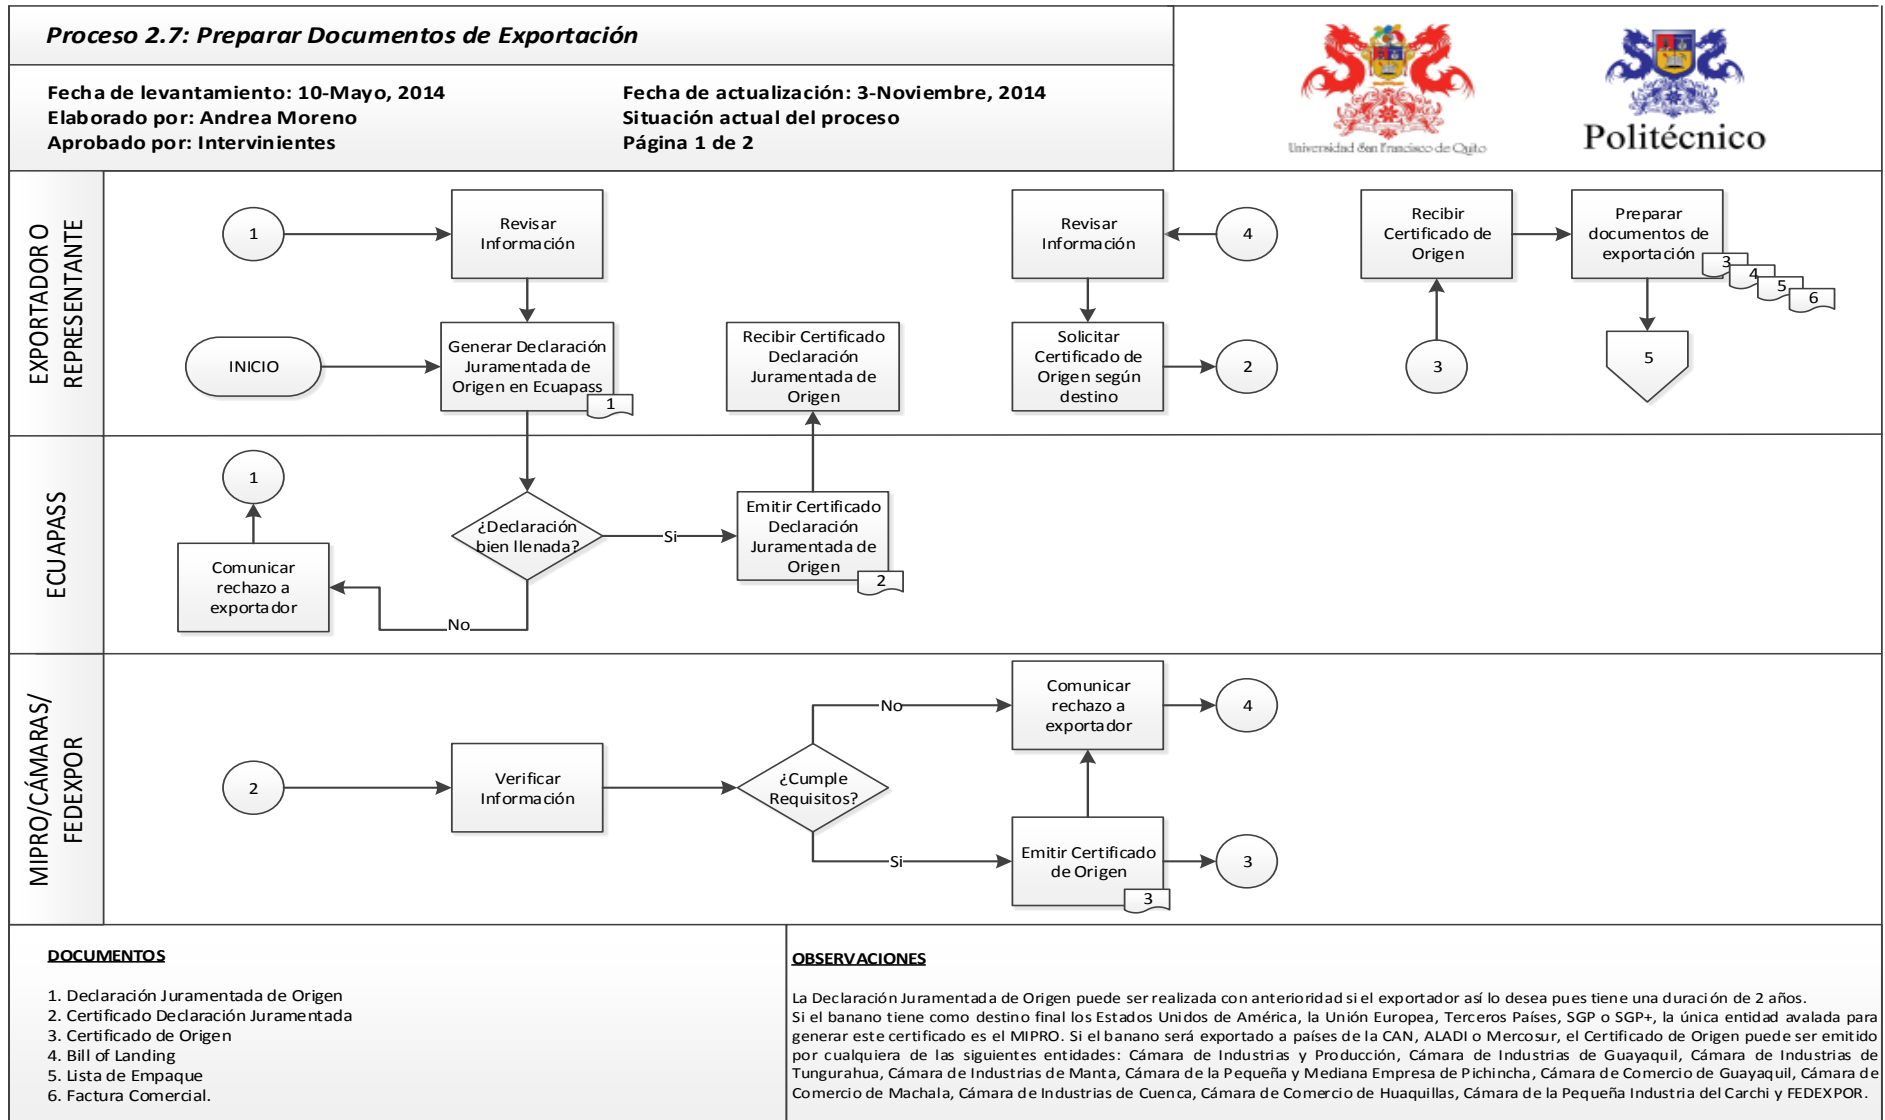 Proceso 2.7: Preparar Documentos de Exportación
Fecha de levantamiento: 10-Mayo, 2014
Elaborado por: Andrea Moreno
Aprobado por: Intervinientes
Fecha de actualización: 3-Noviembre, 2014
Situación actual del proceso
Página 1 de 2
Universidad San Francisco de Quito
Politécnico
EXPORTADOR O
REPRESENTANTE
1
Revisar
Información
Revisar
Información
4
Recibir
Certificado de
Origen
Preparar
documentos de
exportación
3
4
5
6
INICIO
Generar Declaración
Juramentada de
Origen en Ecuapass
1
Recibir Certificado
Declaración
Juramentada de
Origen
Solicitar
Certificado de
Origen según
destino
2
3
5
ECUAPASS
1
Comunicar
rechazo a
exportador
¿Declaración
bien llenada?
Si
No
Emitir Certificado
Declaración
Juramentada de
Origen
2
MIPRO/CÁMARAS/
FEDEXPOR
2
Verificar
Información
¿Cumple
Requisitos?
No
Si
Comunicar
rechazo a
exportador
4
Emitir Certificado
de Origen
3
3
DOCUMENTOS
1. Declaración Juramentada de Origen
2. Certificado Declaración Juramentada
3. Certificado de Origen
4. Bill of Landing
5. Lista de Empaque
6. Factura Comercial.
OBSERVACIONES
La Declaración Juramentada de Origen puede ser realizada con anterioridad si el exportador así lo desea pues tiene una duración de 2 años.
Si el banano tiene como destino final los Estados Unidos de América, la Unión Europea, Terceros Países, SGP o SGP+, la única entidad avalada para
generar este certificado es el MIPRO. Si el banano será exportado a países de la CAN, ALADI o Mercosur, el Certificado de Origen puede ser emitido
por cualquiera de las siguientes entidades: Cámara de Industrias y Producción, Cámara de Industrias de Guayaquil, Cámara de Industrias de
Tungurahua, Cámara de Industrias de Manta, Cámara de la Pequeña y Mediana Empresa de Pichincha, Cámara de Comercio de Guayaquil, Cámara de
Comercio de Machala, Cámara de Industrias de Cuenca, Cámara de Comercio de Huaquillas, Cámara de la Pequeña Industria del Carchi y FEDEXPOR.